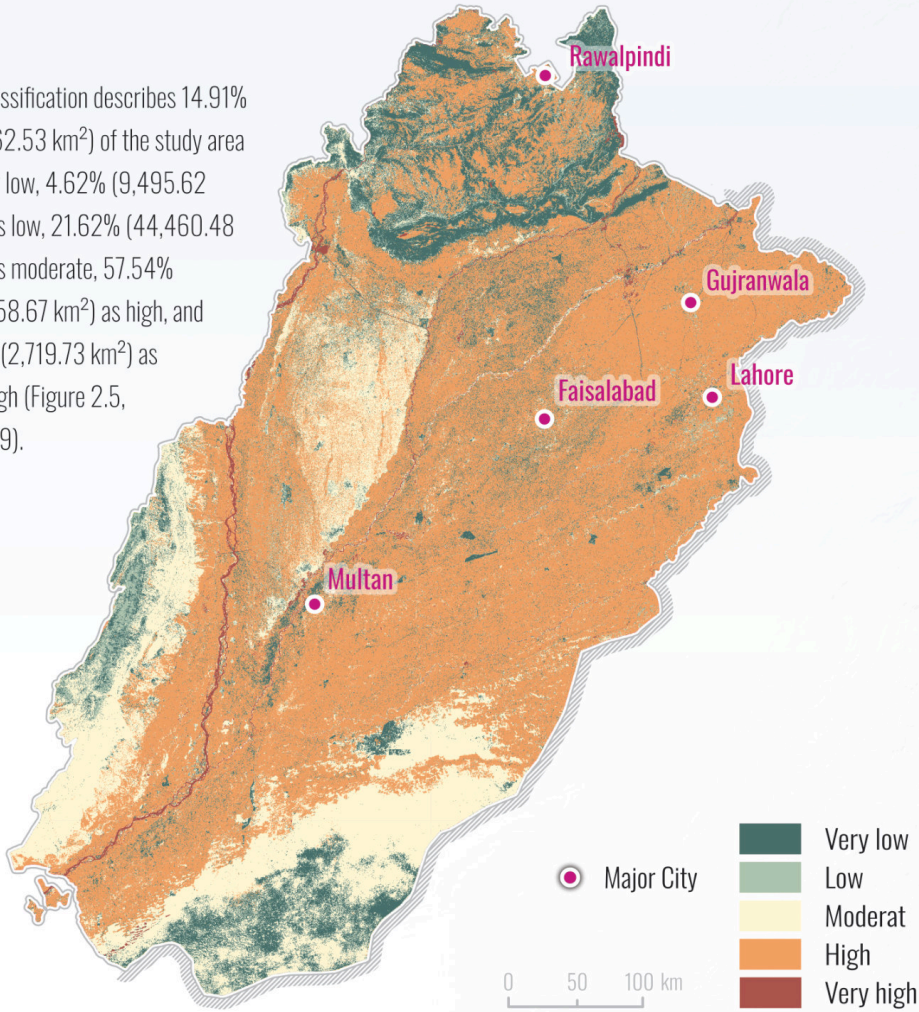 Rawalpindi
ssification describes 14.91%
62.53 km²) of the study area
low, 4.62% (9,495.62
s low, 21.62% (44,460.48
s moderate, 57.54%
58.67 km²) as high, and
(2,719.73 km²) as
gh (Figure 2.5,
9).
Gujranwala
Lahore
Faisalabad
Multan
Major City
0 50 100 km
Very low
Low
Moderat
High
Very high